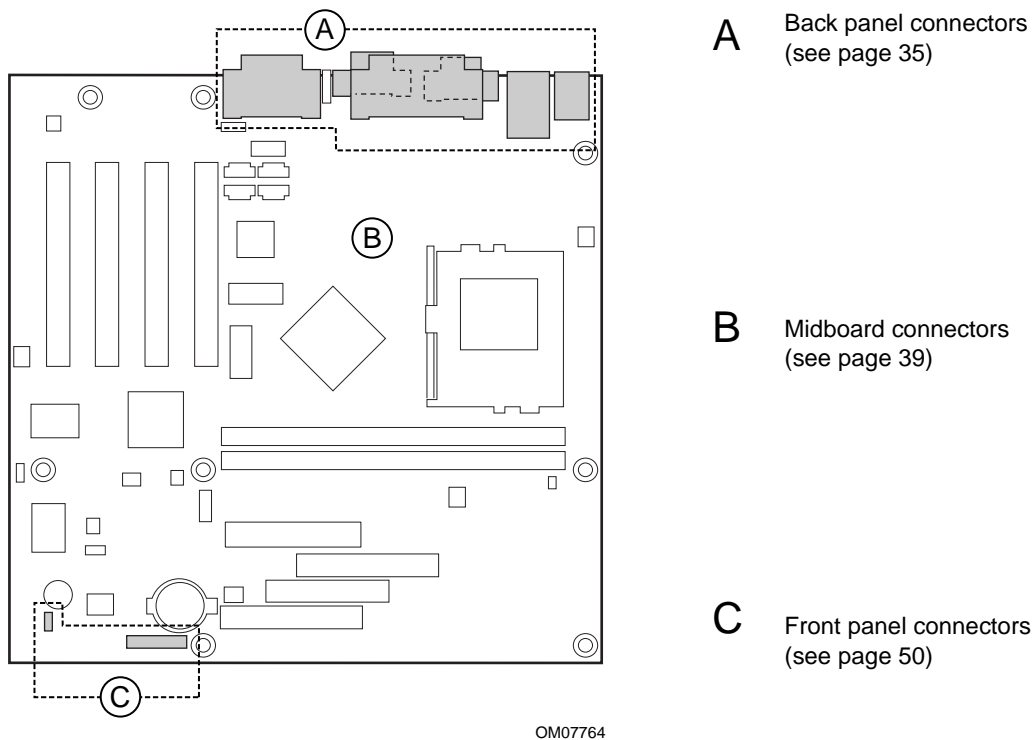 A
A
Back panel connectors
(see page 35)
B
B
Midboard connectors
(see page 39)
C
Front panel connectors
(see page 50)
C
OM07764